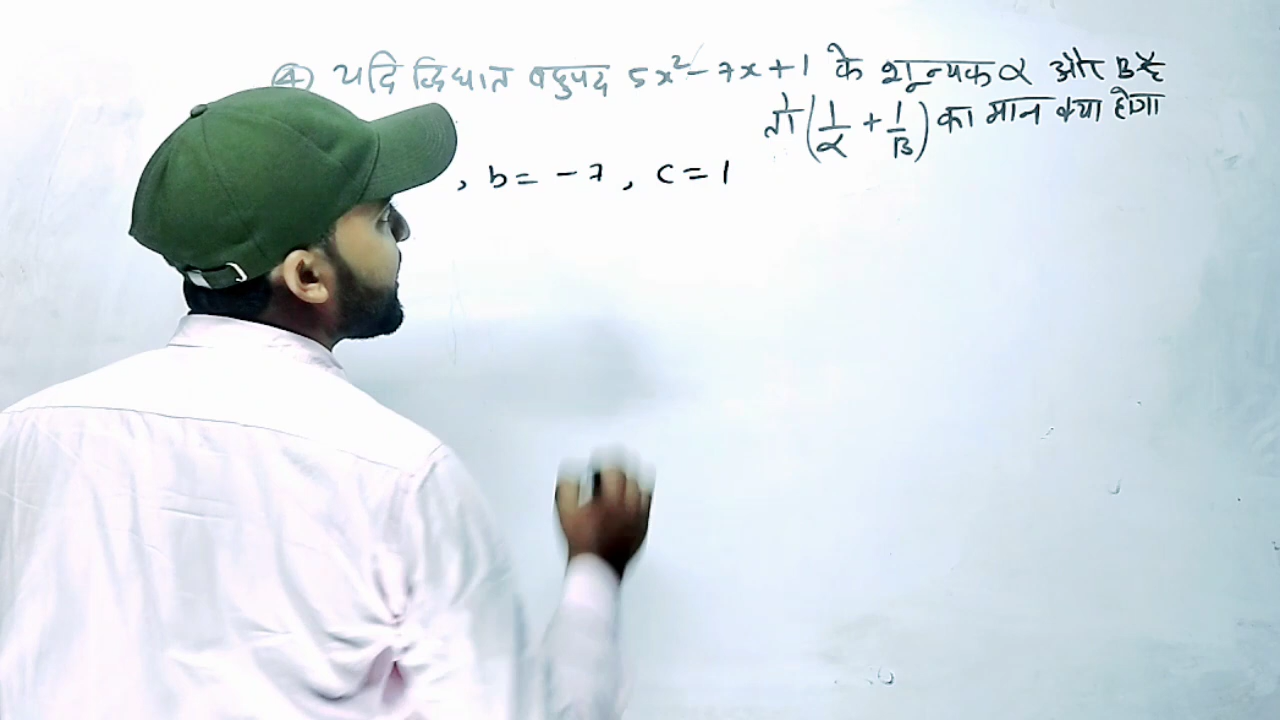 ④ यदि द्विघात बहुपद 5x² - 7x + 1 के शून्यक α और β है
तो (1/α + 1/β) का मान क्या होगा
, b = -7, c = 1